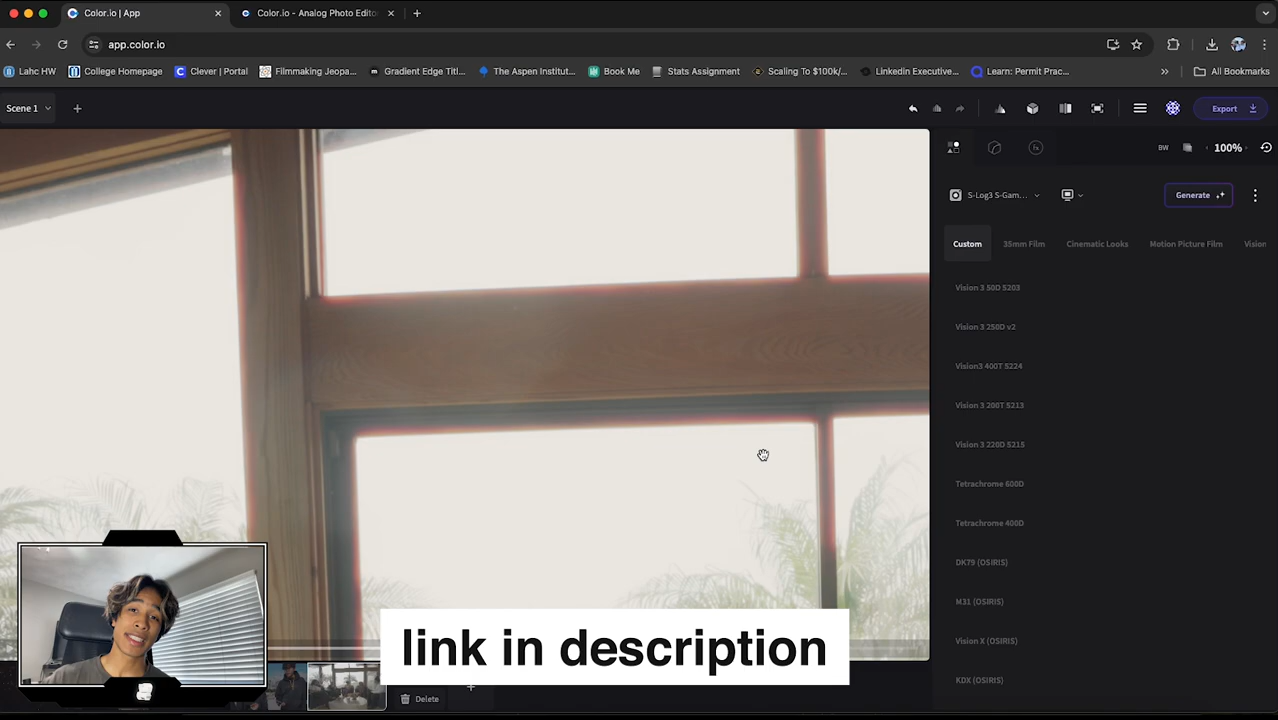 Color.io | App
Color.io - Analog Photo Edito
app.color.io
Lahc HW
College Homepage
Clever | Portal
Filmmaking Jeopa...
Gradient Edge Titl...
The Aspen Institut...
Book Me
Stats Assignment
Scaling To $100k/...
Linkedin Executive...
Learn: Permit Prac...
All Bookmarks
Scene 1
Export
Fx
BW
100%
S-Log3 S-Gam...
Generate
Custom
35mm Film
Cinematic Looks
Motion Picture Film
Vision
Vision 3 50D 5203
Vision 3 250D v2
Vision3 400T 5224
Vision 3 200T 5213
Vision 3 220D 5215
Tetrachrome 600D
Tetrachrome 400D
DK79 (OSIRIS)
M31 (OSIRIS)
Vision X (OSIRIS)
KDX (OSIRIS)
link in description
Delete